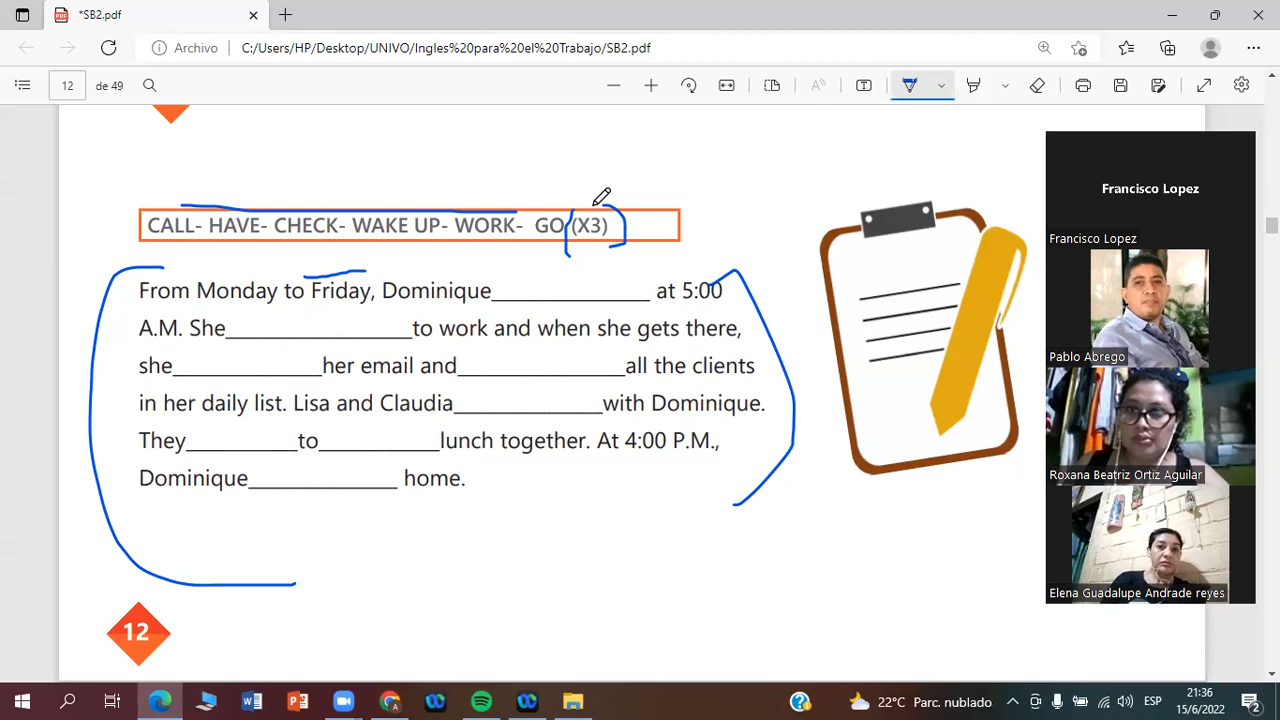 *SB2.pdf
Archivo
C:/Users/HP/Desktop/UNIVO/Ingles%20para%20el%20Trabajo/SB2.pdf
12 de 49
CALL- HAVE- CHECK- WAKE UP- WORK- GO (X3)
From Monday to Friday, Dominique_______________ at 5:00
A.M. She__________________to work and when she gets there,
she______________her email and________________all the clients
in her daily list. Lisa and Claudia______________with Dominique.
They___________to____________lunch together. At 4:00 P.M.,
Dominique______________ home.
12
Francisco Lopez
Francisco Lopez
Pablo Abrego
Roxana Beatriz Ortiz Aguilar
Elena Guadalupe Andrade reyes
22°C Parc. nublado
ESP
21:36
15/6/2022
2